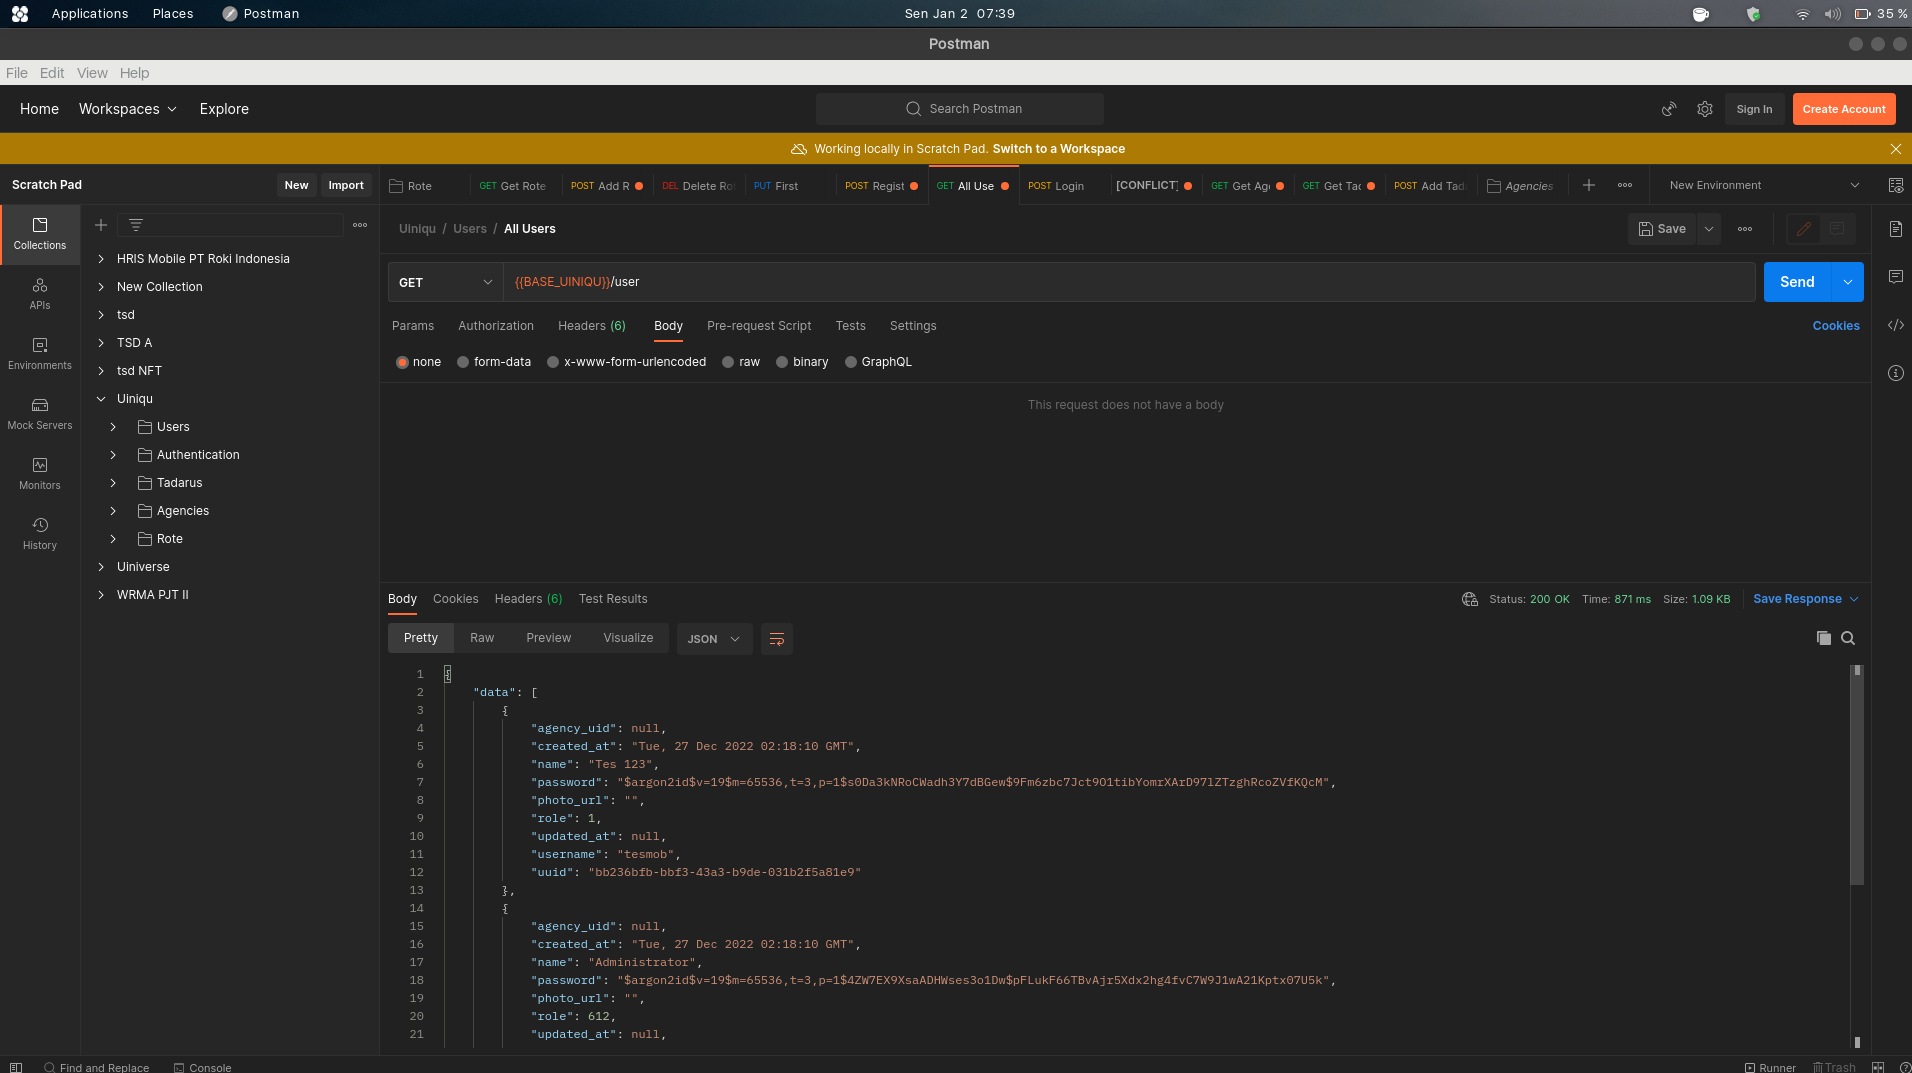 Applications Places Postman Sen Jan 2 07:39 35 %
Postman
File Edit View Help
Home Workspaces Explore Search Postman Sign In Create Account
Working locally in Scratch Pad. Switch to a Workspace
Scratch Pad New Import Rote GET Get Rote POST Add R DEL Delete Ro PUT First POST Regist GET All Use POST Login [CONFLICT] GET Get Age GET Get Tac POST Add Tad Agencies New Environment
Collections
APIs
Environments
Mock Servers
Monitors
History
HRIS Mobile PT Roki Indonesia
New Collection
tsd
TSD A
tsd NFT
Uiniqu
Users
Authentication
Tadarus
Agencies
Rote
Uiniverse
WRMA PJT II
Uiniqu / Users / All Users Save
GET {{BASE_UINIQU}}/user Send
Params Authorization Headers (6) Body Pre-request Script Tests Settings Cookies
none form-data x-www-form-urlencoded raw binary GraphQL
This request does not have a body
Body Cookies Headers (6) Test Results Status: 200 OK Time: 871 ms Size: 1.09 KB Save Response
Pretty Raw Preview Visualize JSON
1 {
2 "data": [
3 {
4 "agency_uid": null,
5 "created_at": "Tue, 27 Dec 2022 02:18:10 GMT",
6 "name": "Tes 123",
7 "password": "$argon2id$v=19$m=65536,t=3,p=1$s0Da3kNRoCWadh3Y7dBGew$9Fm6zbc7Jct9O1tibYomrXArD97lZTzghRcoZVfKQcM",
8 "photo_url": "",
9 "role": 1,
10 "updated_at": null,
11 "username": "tesmob",
12 "uuid": "bb236bfb-bbf3-43a3-b9de-031b2f5a81e9"
13 },
14 {
15 "agency_uid": null,
16 "created_at": "Tue, 27 Dec 2022 02:18:10 GMT",
17 "name": "Administrator",
18 "password": "$argon2id$v=19$m=65536,t=3,p=1$4ZW7EX9XsaADHWses3o1Dw$pFLukF66TBvAjr5Xdx2hg4fvC7W9J1wA21Kptx07U5k",
19 "photo_url": "",
20 "role": 612,
21 "updated_at": null,
Find and Replace Console Runner Trash